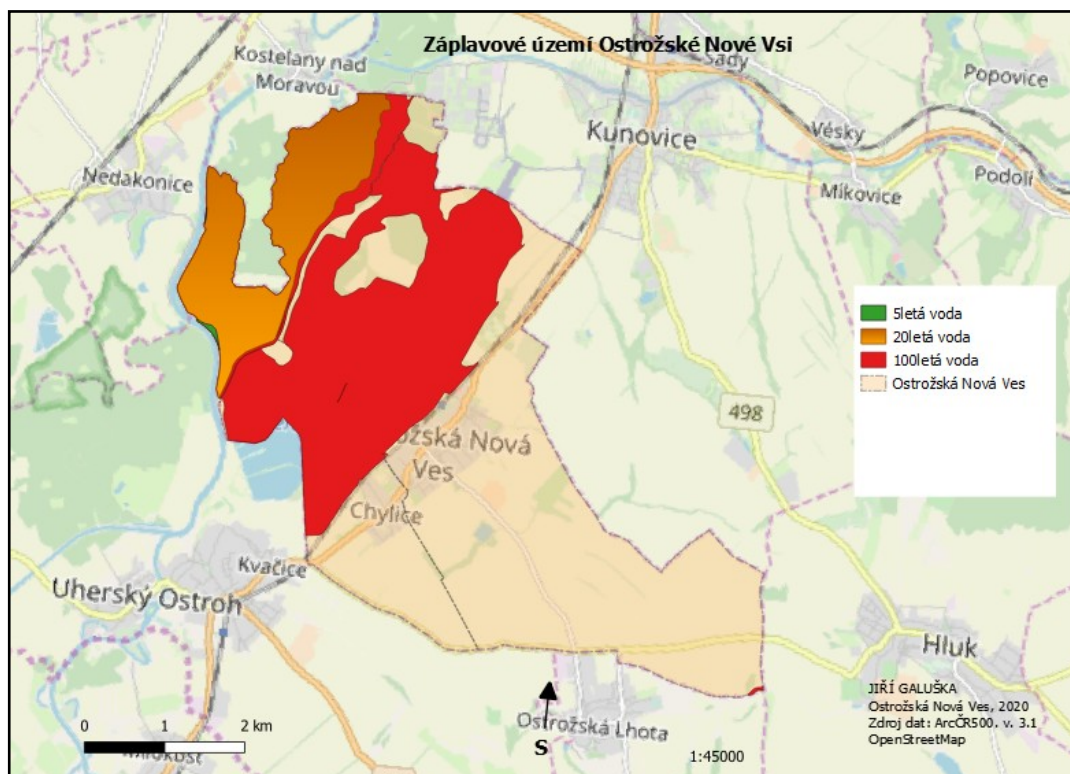 Záplavové území Ostrožské Nové Vsi
Kostelany nad
Moravou
Sady
Popovice
Kunovice
Vésky
Nedakonice
Podolí
Míkovice
5letá voda
20letá voda
100letá voda
Ostrožská Nová Ves
498
Nová
Ves
Chylice
Kvačice
Uherský Ostroh
Hluk
JIŘÍ GALUŠKA
Ostrožská Nová Ves, 2020
Zdroj dat: ArcČR500. v. 3.1
OpenStreetMap
0 1 2 km
S
Ostrožská Lhota
1:45000